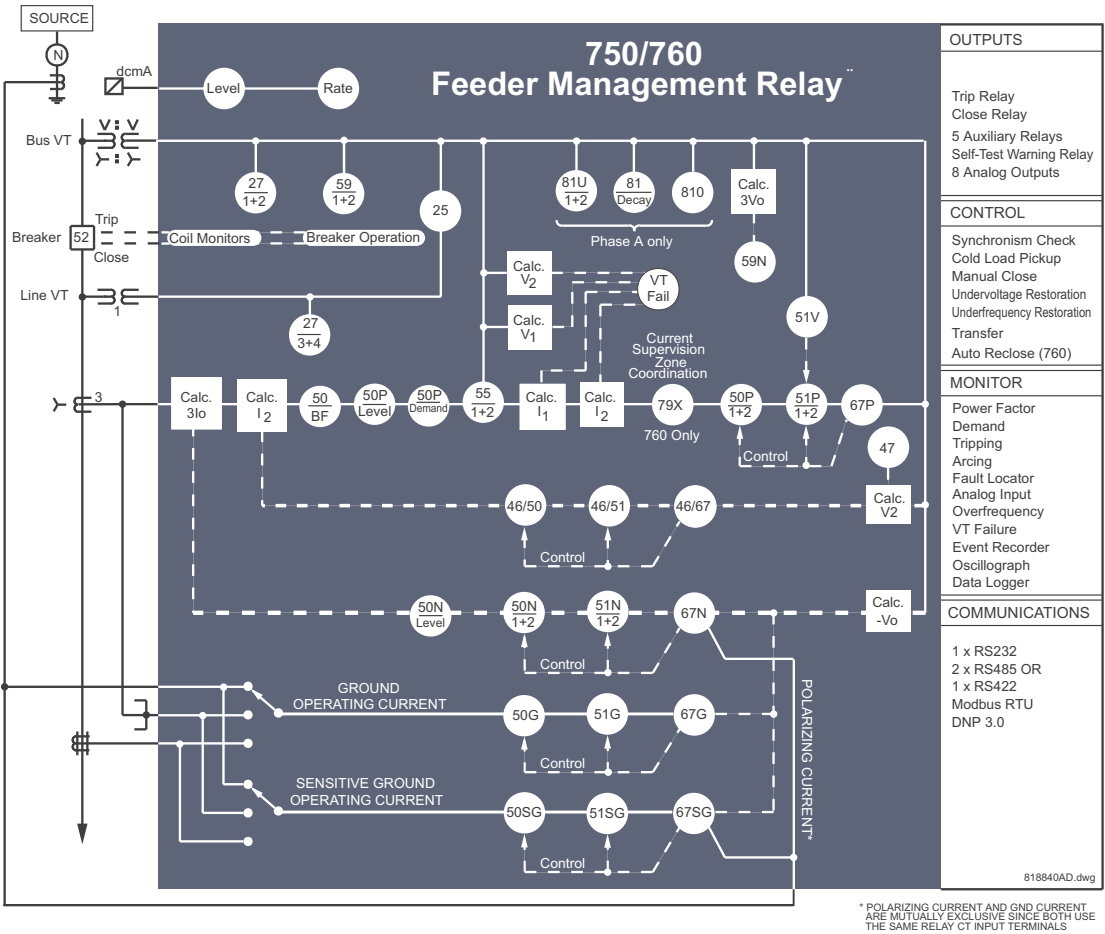 SOURCE
N
dcmA
Level
Rate
750/760
Feeder Management Relay
Bus VT
27
1+2
59
1+2
25
81U
1+2
81
Decay
810
Calc.
3Vo
Phase A only
59N
Trip
Breaker
52
Close
Coil Monitors
Breaker Operation
Line VT
1
27
3+4
Calc.
V2
Calc.
V1
VT
Fail
51V
Current
Supervision
Zone
Coordination
3
Calc.
3Io
Calc.
I2
50
BF
50P
Level
50P
Demand
55
1+2
Calc.
I1
Calc.
I2
79X
760 Only
50P
1+2
51P
1+2
67P
Control
47
Calc.
V2
46/50
46/51
46/67
Control
50N
Level
50N
1+2
51N
1+2
67N
Calc.
-Vo
Control
GROUND
OPERATING CURRENT
50G
51G
67G
Control
SENSITIVE GROUND
OPERATING CURRENT
50SG
51SG
67SG
Control
POLARIZING CURRENT*
OUTPUTS
Trip Relay
Close Relay
5 Auxiliary Relays
Self-Test Warning Relay
8 Analog Outputs
CONTROL
Synchronism Check
Cold Load Pickup
Manual Close
Undervoltage Restoration
Underfrequency Restoration
Transfer
Auto Reclose (760)
MONITOR
Power Factor
Demand
Tripping
Arcing
Fault Locator
Analog Input
Overfrequency
VT Failure
Event Recorder
Oscillograph
Data Logger
COMMUNICATIONS
1 x RS232
2 x RS485 OR
1 x RS422
Modbus RTU
DNP 3.0
818840AD.dwg
* POLARIZING CURRENT AND GND CURRENT
ARE MUTUALLY EXCLUSIVE SINCE BOTH USE
THE SAME RELAY CT INPUT TERMINALS